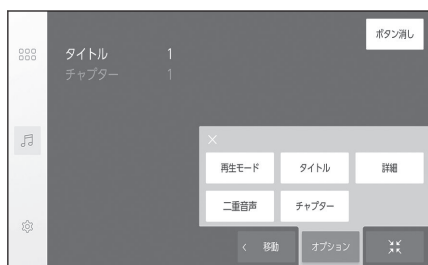 ボタン消し
タイトル 1
チャプター 1
再生モード タイトル 詳細
二重音声 チャプター
移動 オプション